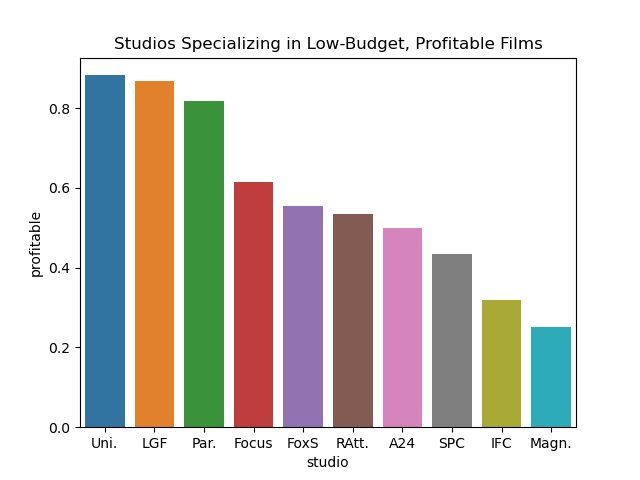 Studios Specializing in Low-Budget, Profitable Films
profitable
0.8
0.6
0.4
0.2
0.0
Uni. LGF Par. Focus FoxS RAtt. A24 SPC IFC Magn.
studio